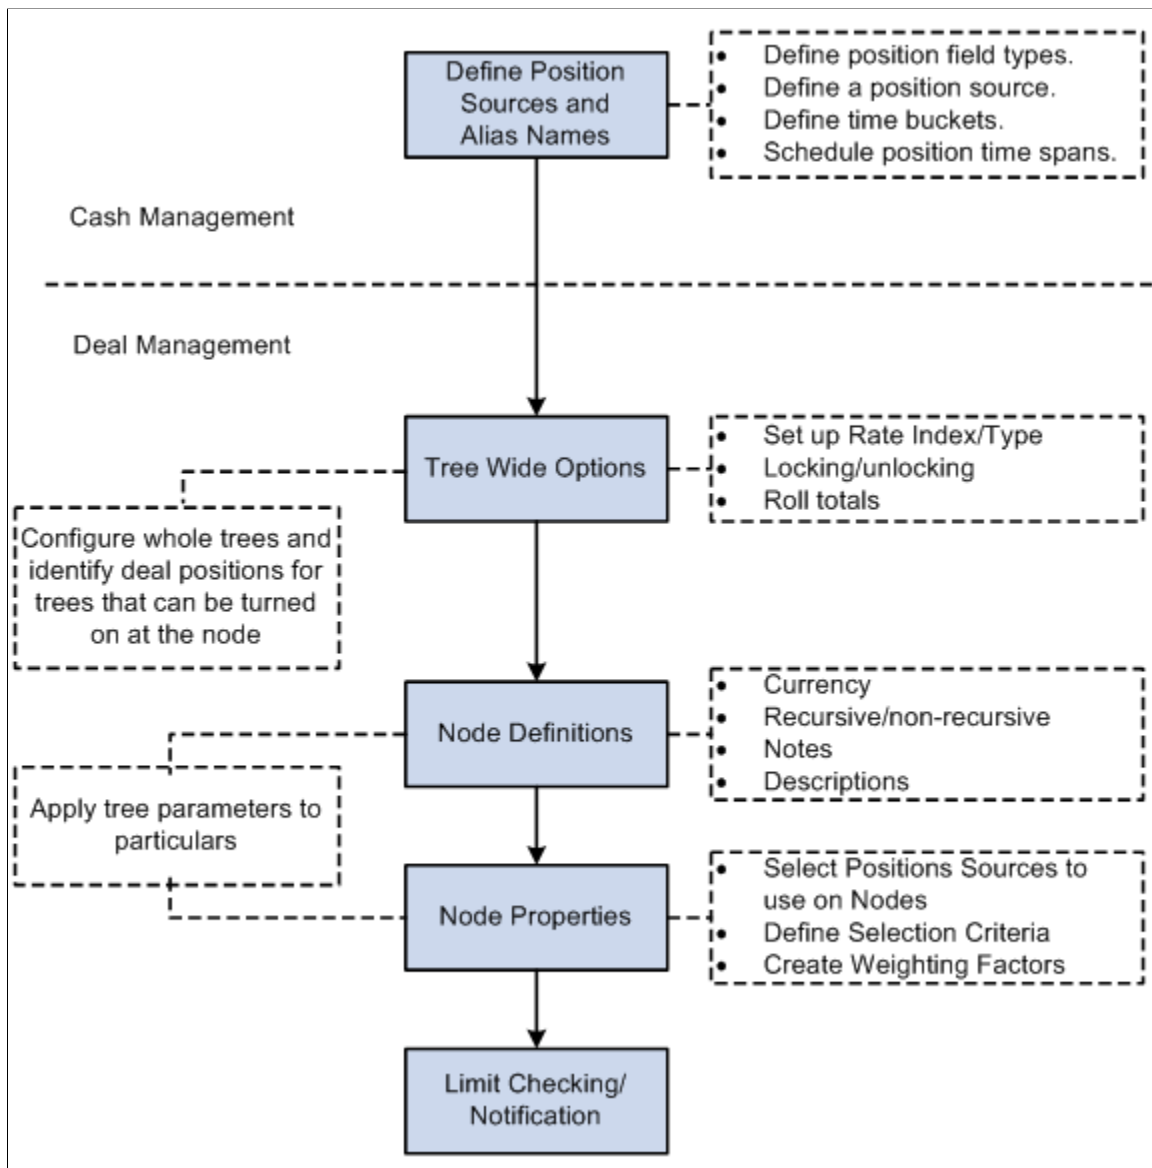 Define Position
Sources and
Alias Names
• Define position field types.
• Define a position source.
• Define time buckets.
• Schedule position time spans.
Cash Management
Deal Management
Tree Wide Options
• Set up Rate Index/Type
• Locking/unlocking
• Roll totals
Configure whole trees and
identify deal positions for
trees that can be turned
on at the node
Node Definitions
• Currency
• Recursive/non-recursive
• Notes
• Descriptions
Apply tree parameters to
particulars
Node Properties
• Select Positions Sources to
use on Nodes
• Define Selection Criteria
• Create Weighting Factors
Limit Checking/
Notification